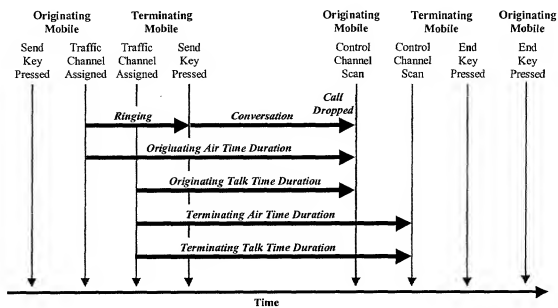 Originating Terminating Originating Terminating Originating
Mobile Mobile Mobile Mobile Mobile
Send Traffic Traffic Send Control Control End End
Key Channel Channel Key Channel Channel Key Key
Pressed Assigned Assigned Pressed Scan Scan Pressed Pressed
Call
Dropped
Ringing Conversation
Originating Air Time Duration
Originating Talk Time Duration
Terminating Air Time Duration
Terminating Talk Time Duration
Time